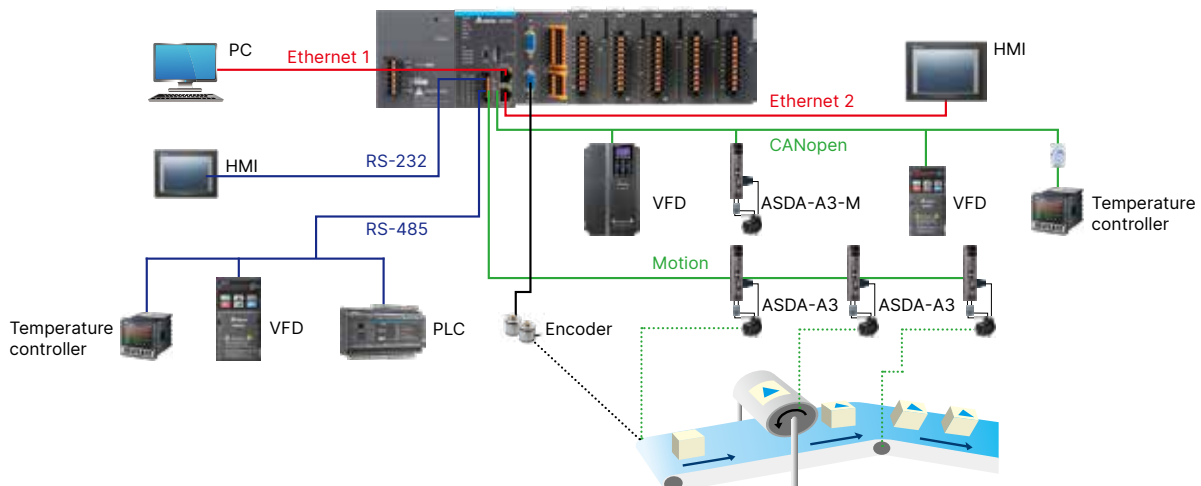 PC
Ethernet 1
HMI
Ethernet 2
CANopen
HMI
RS-232
VFD
ASDA-A3-M
VFD
Temperature
controller
RS-485
Motion
ASDA-A3
ASDA-A3
Temperature
controller
VFD
PLC
Encoder